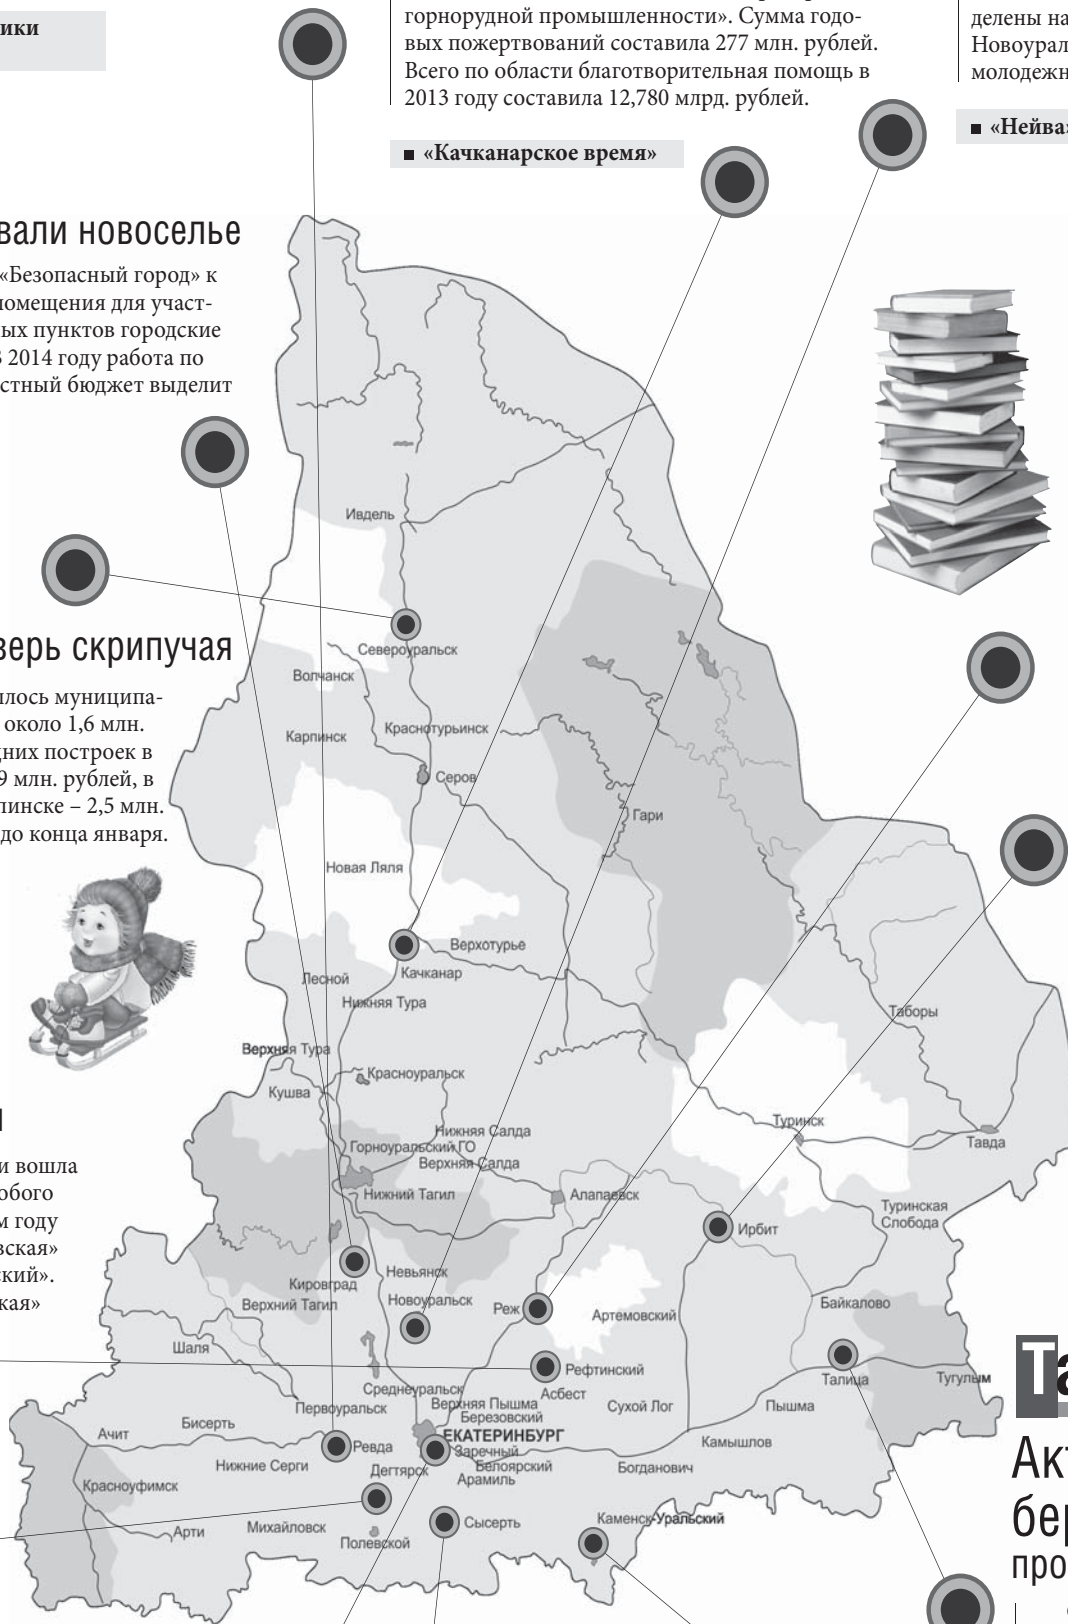 ики
горнорудной промышленности». Сумма годо-
вых пожертвований составила 277 млн. рублей.
Всего по области благотворительная помощь в
2013 году составила 12,780 млрд. рублей.
■ «Качканарское время»
делены на
Новоурал
молодежн
■ «Нейва»
вали новоселье
«Безопасный город» к
помещения для участ-
ых пунктов городские
В 2014 году работа по
стный бюджет выделит
верь скрипучая
илось муниципа-
около 1,6 млн.
дних построек в
9 млн. рублей, в
пинске – 2,5 млн.
до конца января.
и вошла
обого
м году
вская»
ский».
кая»
Ивдель
Североуральск
Волчанск
Краснотурьинск
Карпинск
Серов
Гари
Новая Ляля
Верхотурье
Лесной
Качканар
Нижняя Тура
Таборы
Верхняя Тура
Красноуральск
Кушва
Туринск
Нижняя Салда
Тавда
Горноуральский ГО
Верхняя Салда
Нижний Тагил
Алапаевск
Туринская
Слобода
Ирбит
Невьянск
Кировград
Новоуральск
Верхний Тагил
Реж
Артемовский
Байкалово
Шаля
Рефтинский
Талица
Тугулым
Среднеуральск
Асбест
Верхняя Пышма
Первоуральск
Сухой Лог
Пышма
Березовский
Бисерть
Ачит
ЕКАТЕРИНБУРГ
Ревда
Заречный
Камышлов
Нижние Серги
Дегтярск
Белоярский
Богданович
Арамиль
Красноуфимск
Каменск-Уральский
Сысерть
Арти
Михайловск
Полевской
Та
Акт
бер
про